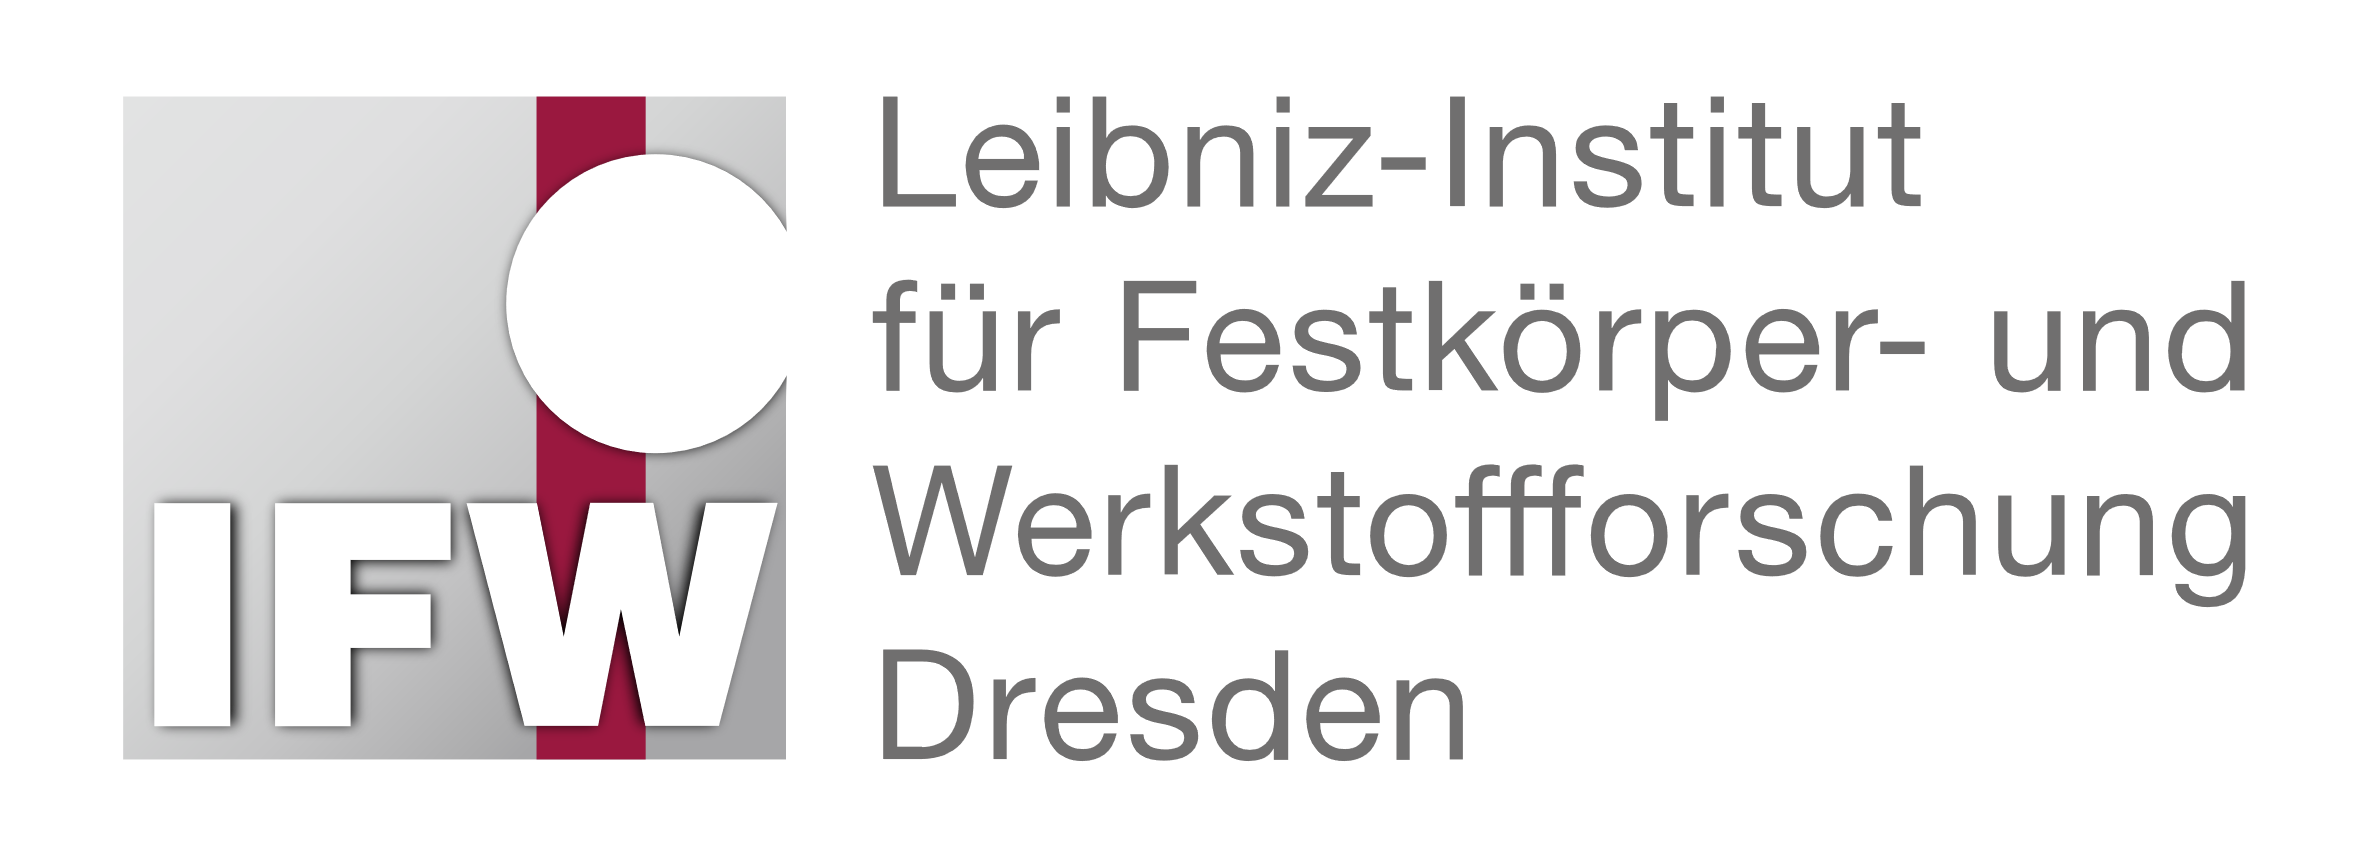 IFW
Leibniz-Institut
für Festkörper- und
Werkstoffforschung
Dresden